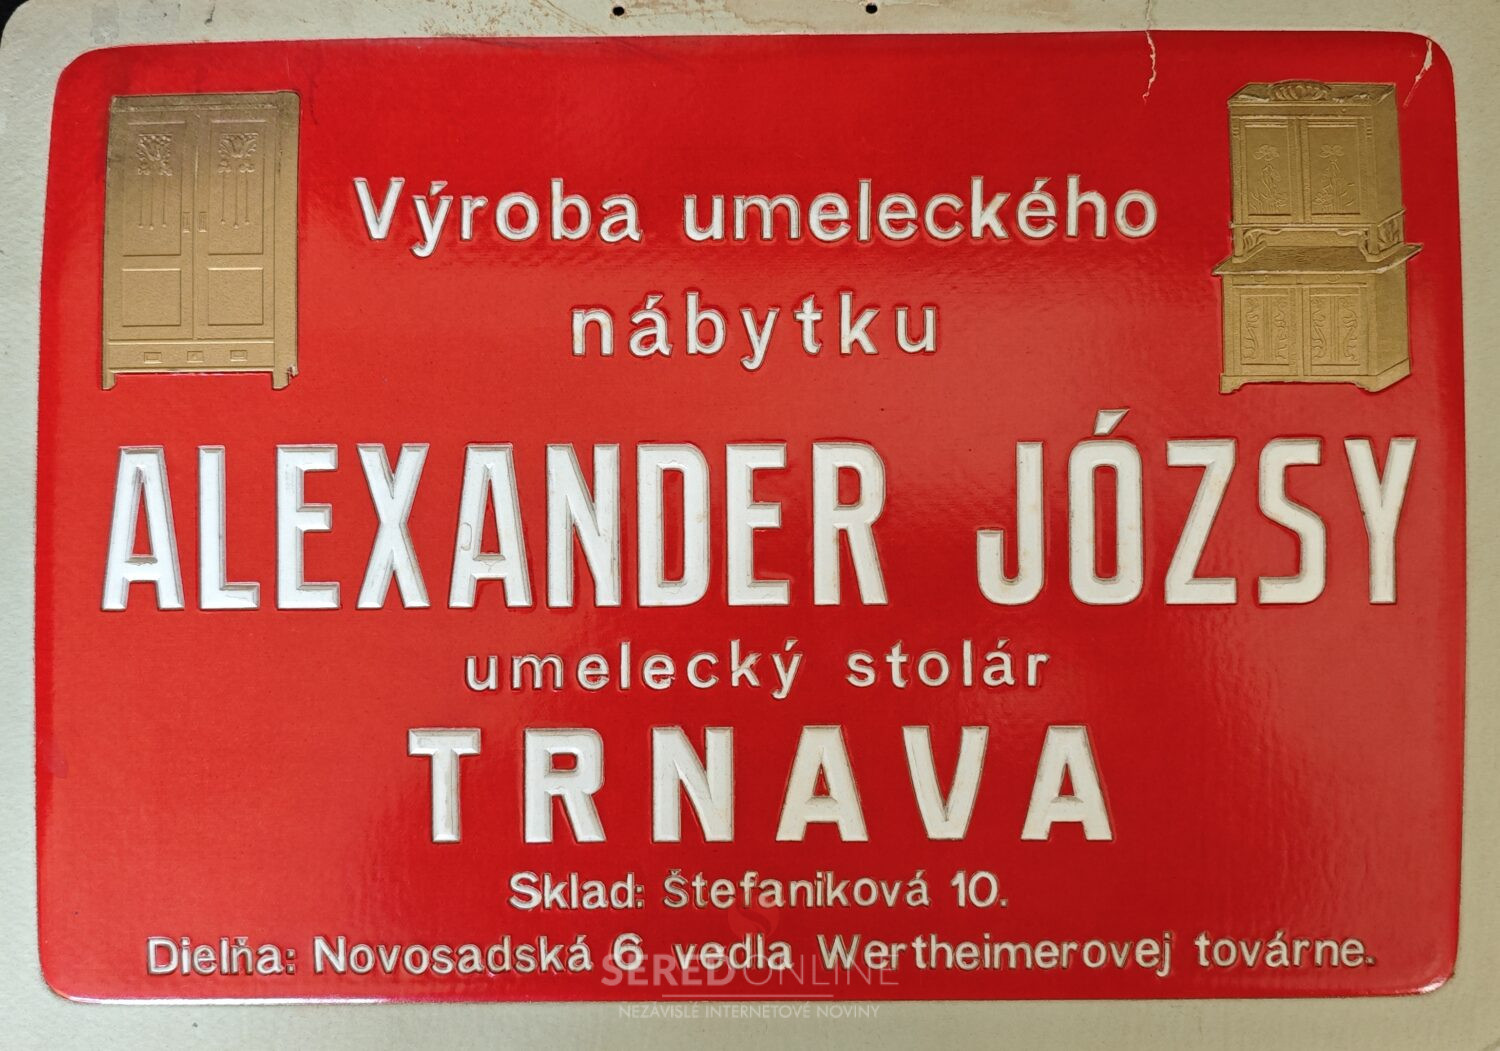 Výroba umeleckého
nábytku
ALEXANDER JÓZSY
umelecký stolár
TRNAVA
Sklad: Štefaniková 10.
Dielňa: Novosadská 6 vedla Wertheimerovej továrne.
SEREDONLINE
NEZÁVISLÉ INTERNETOVÉ NOVINY